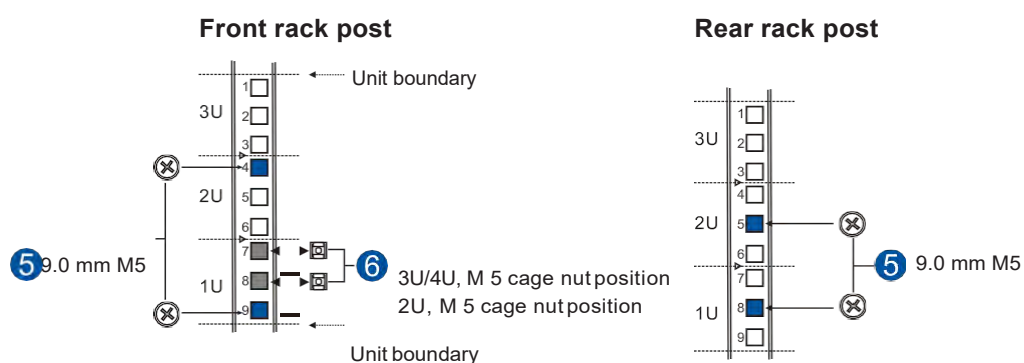 Front rack post
Unit boundary
3U
1
2
3
2U
4
5
6
1U
7
8
9
5 9.0 mm M5
6
3U/4U, M 5 cage nut position
2U, M 5 cage nut position
Unit boundary
Rear rack post
3U
1
2
3
2U
4
5
6
1U
7
8
9
5 9.0 mm M5